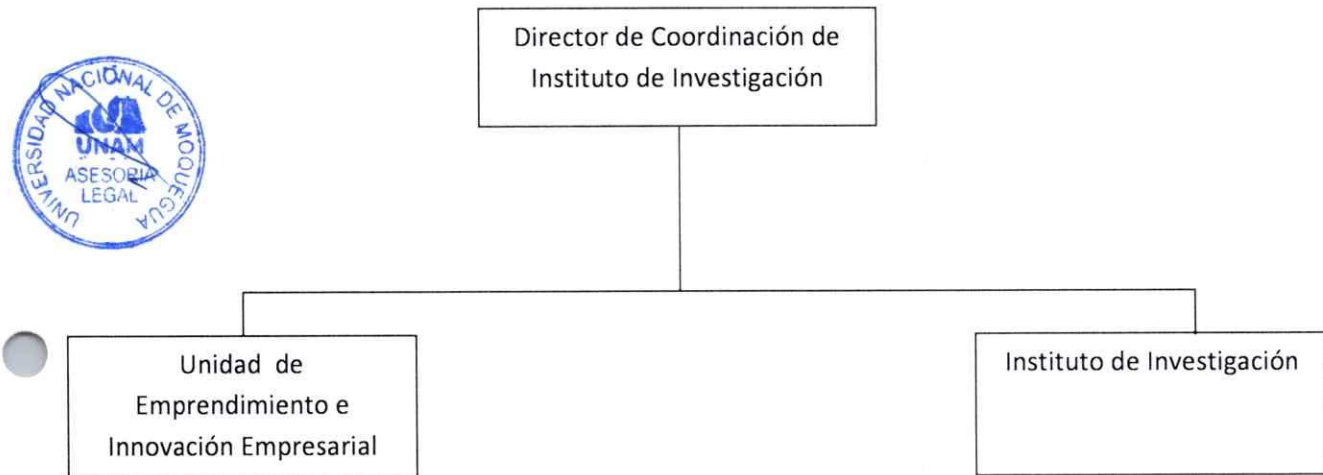 Director de Coordinación de
Instituto de Investigación
UNIVERSIDAD NACIONAL DE MOQUEGUA
UNAM
ASESORIA
LEGAL
Unidad de
Emprendimiento e
Innovación Empresarial
Instituto de Investigación